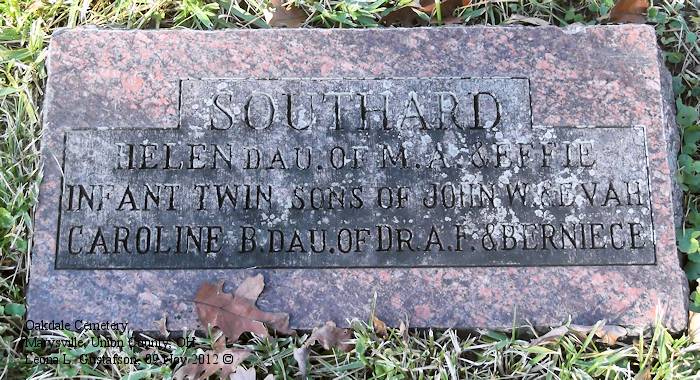 SOUTHARD
HELEN DAU. OF M. A. & EFFIE
INFANT TWIN SONS OF JOHN W. & EVAH
CAROLINE B. DAU. OF DR. A. F. & BERNIECE
Oakdale Cemetery
Marysville, Union County, OH
Leona L. Gustafson, 09 Nov 2012 ©